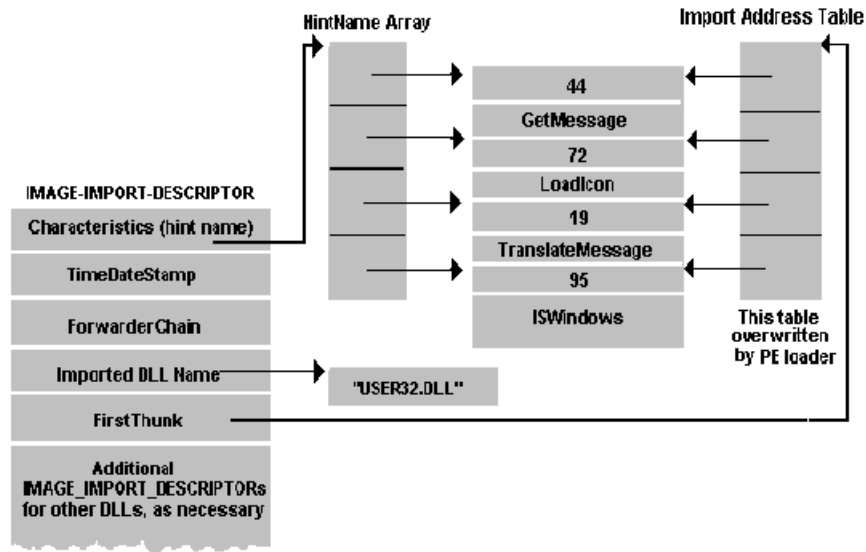 HintName Array
Import Address Table
44
GetMessage
72
LoadIcon
19
TranslateMessage
95
ISWindows
This table
overwritten
by PE loader
IMAGE-IMPORT-DESCRIPTOR
Characteristics (hint name)
TimeDateStamp
ForwarderChain
Imported DLL Name
"USER32.DLL"
FirstThunk
Additional
IMAGE_IMPORT_DESCRIPTORs
for other DLLs, as necessary